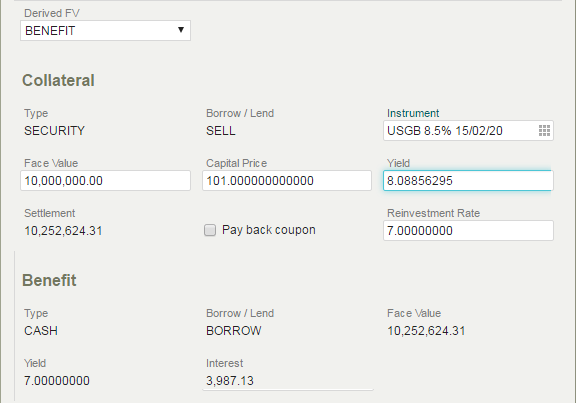 Derived FV
BENEFIT
Collateral
Type Borrow / Lend Instrument
SECURITY SELL USGB 8.5% 15/02/20
Face Value Capital Price Yield
10,000,000.00 101.000000000000 8.08856295
Settlement Reinvestment Rate
10,252,624.31 Pay back coupon 7.00000000
Benefit
Type Borrow / Lend Face Value
CASH BORROW 10,252,624.31
Yield Interest
7.00000000 3,987.13